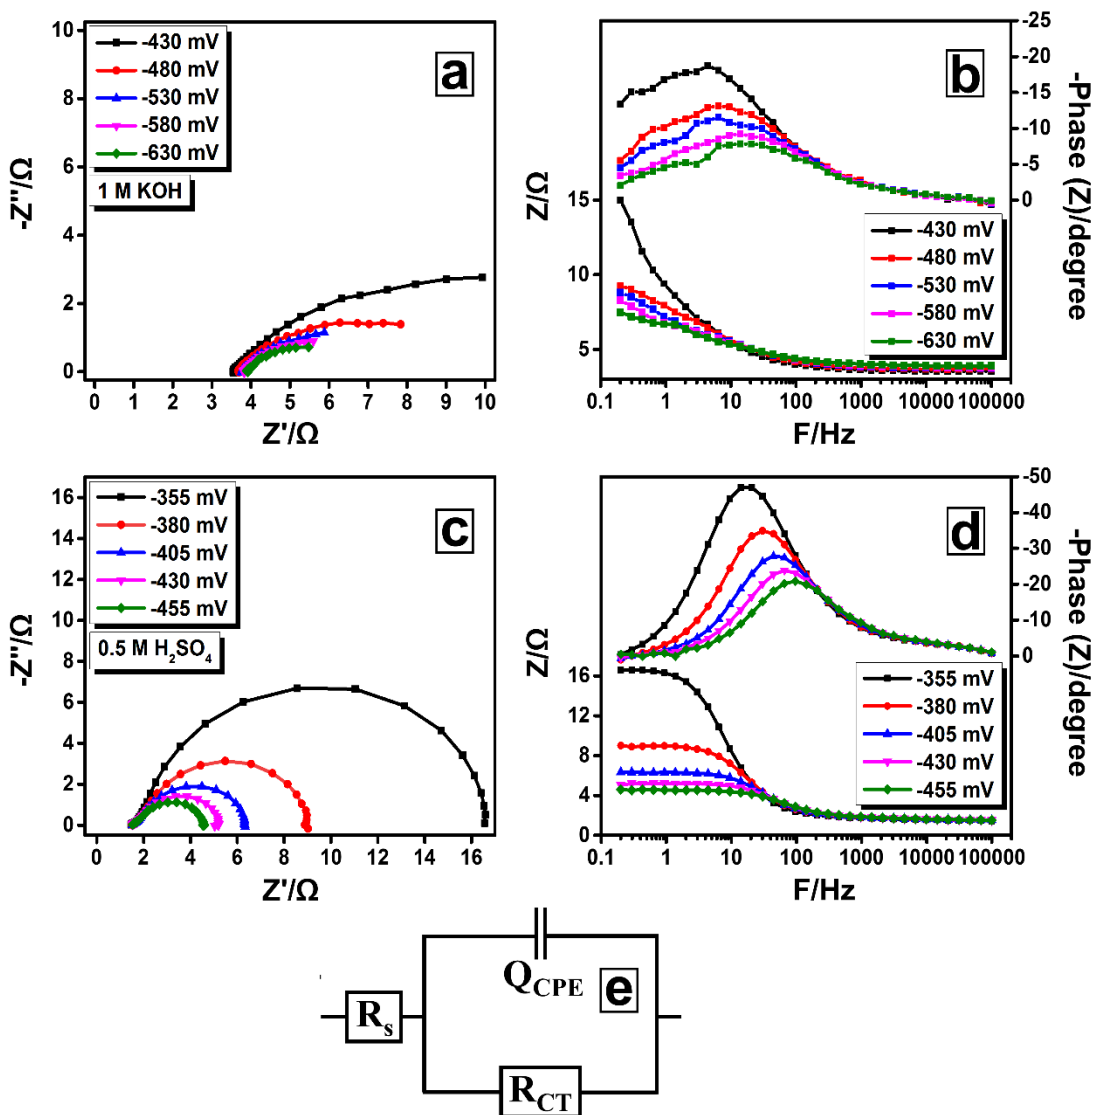 a
-Z''/Ω
10
8
6
4
2
0
-430 mV
-480 mV
-530 mV
-580 mV
-630 mV
1 M KOH
0 1 2 3 4 5 6 7 8 9 10
Z'/Ω
b
Z/Ω
15
10
5
-25
-20
-15
-10
-5
0
-Phase (Z)/degree
-430 mV
-480 mV
-530 mV
-580 mV
-630 mV
0.1 1 10 100 1000 10000 100000
F/Hz
c
-Z''/Ω
16
14
12
10
8
6
4
2
0
-355 mV
-380 mV
-405 mV
-430 mV
-455 mV
0.5 M H₂SO₄
0 2 4 6 8 10 12 14 16
Z'/Ω
d
Z/Ω
16
12
8
4
0
-50
-40
-30
-20
-10
0
-Phase (Z)/degree
-355 mV
-380 mV
-405 mV
-430 mV
-455 mV
0.1 1 10 100 1000 10000 100000
F/Hz
Q_CPE
e
R_s
R_CT